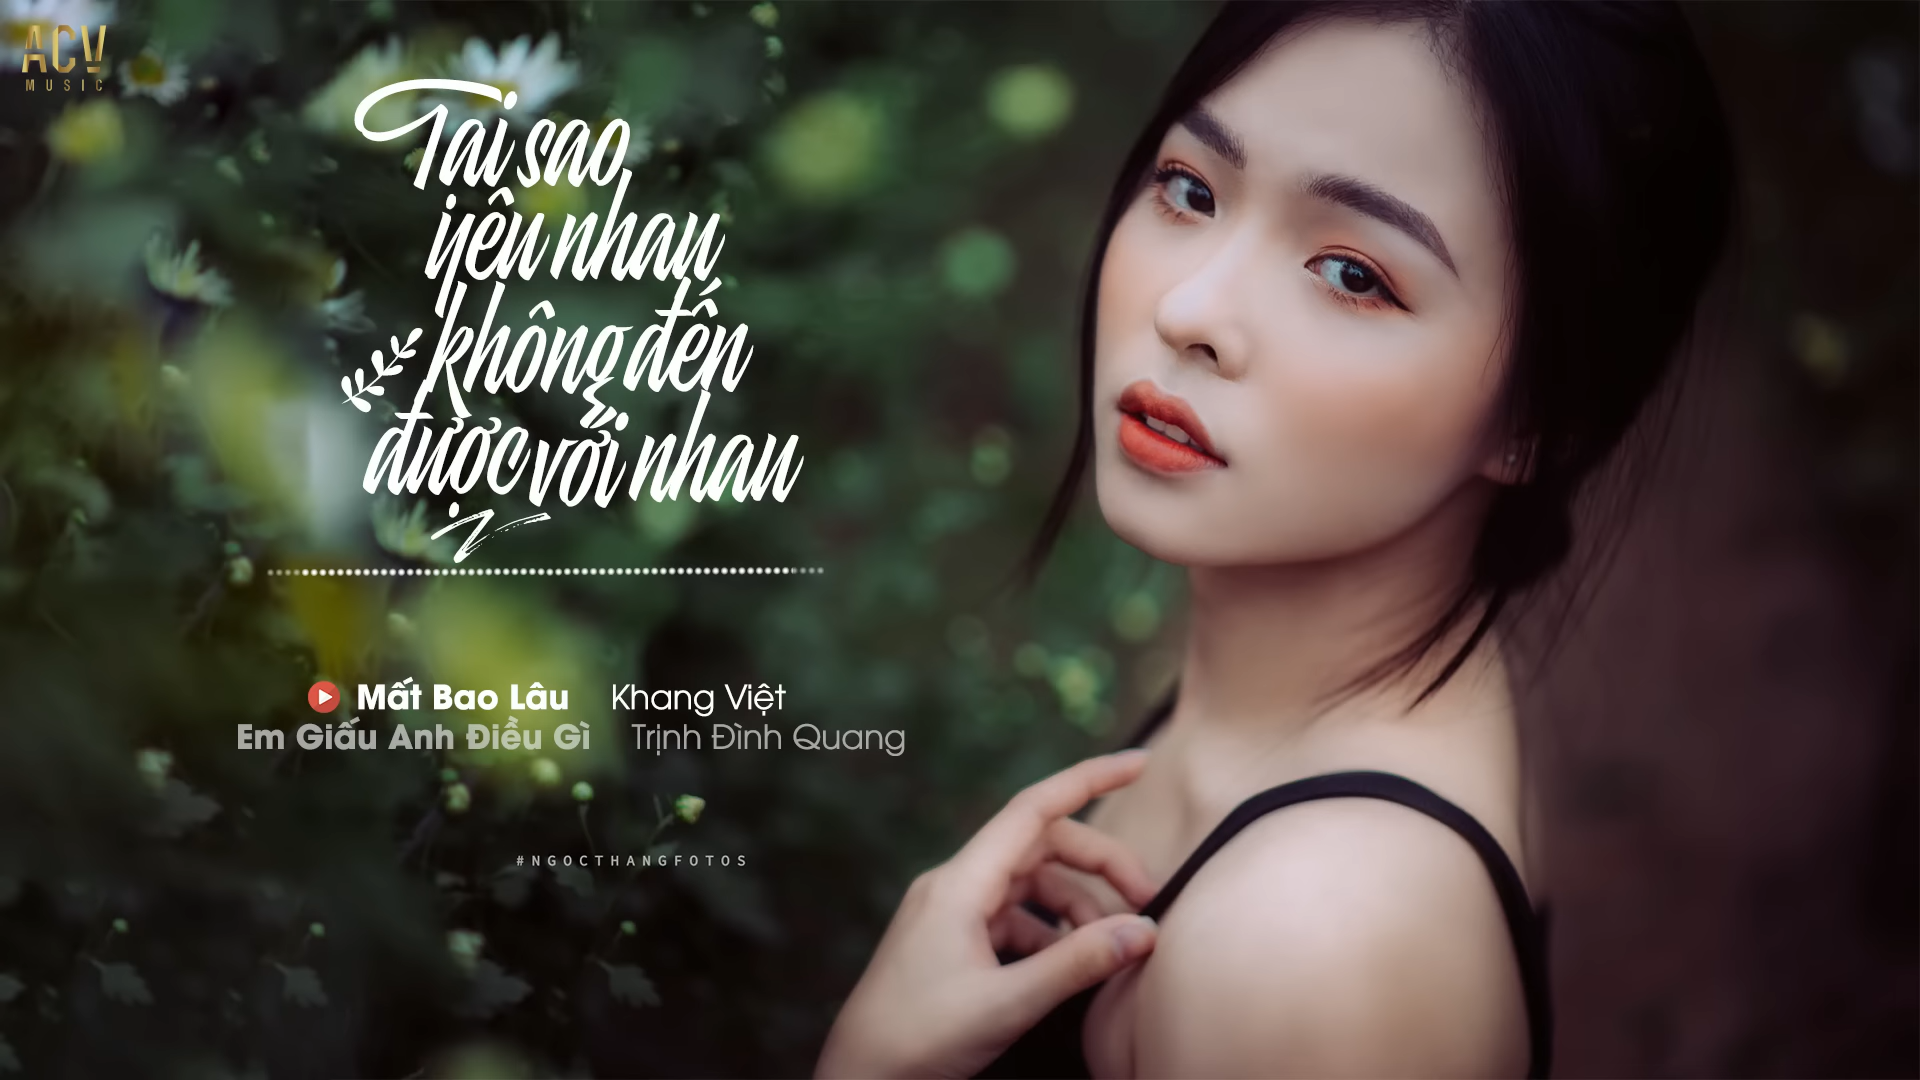 ACV
MUSIC
Tại sao
yêu nhau
không đến
được với nhau
Mất Bao Lâu Khang Việt
Em Giấu Anh Điều Gì Trịnh Đình Quang
#NGOCTHANGFOTOS